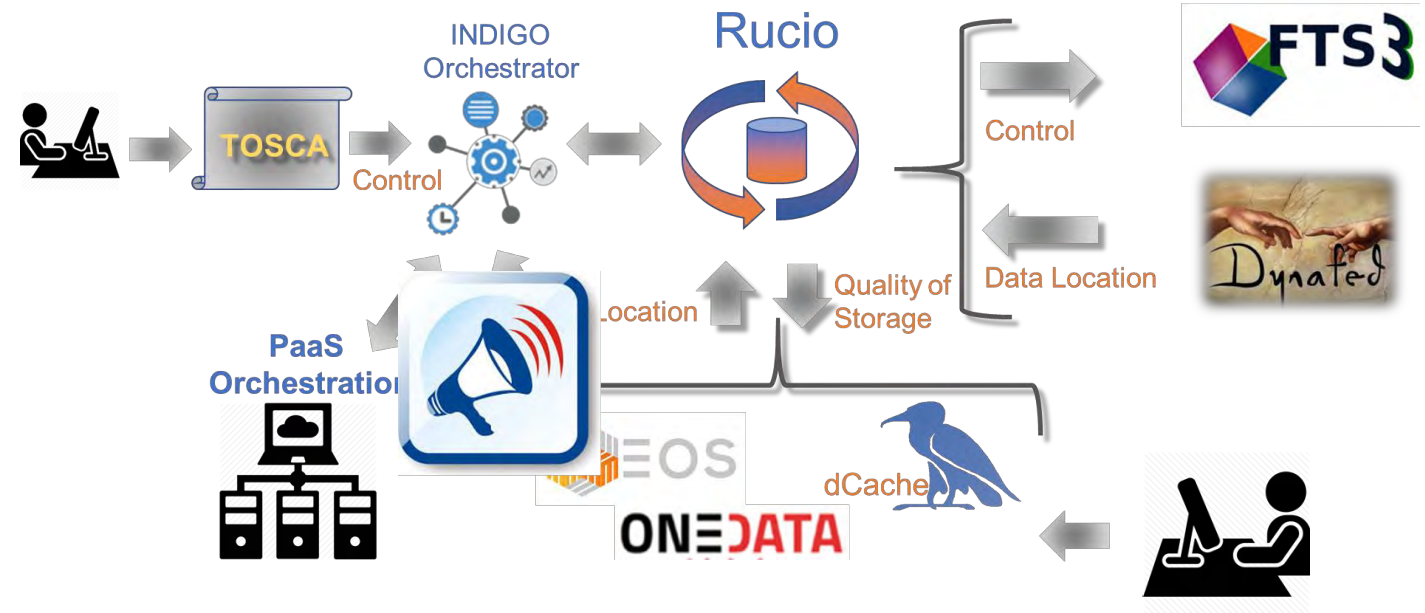 INDIGO
Orchestrator
Rucio
FTS3
TOSCA
Control
Control
Dynafed
Data Location
Location
Quality of
Storage
PaaS
Orchestration
EOS
dCache
ONEDATA